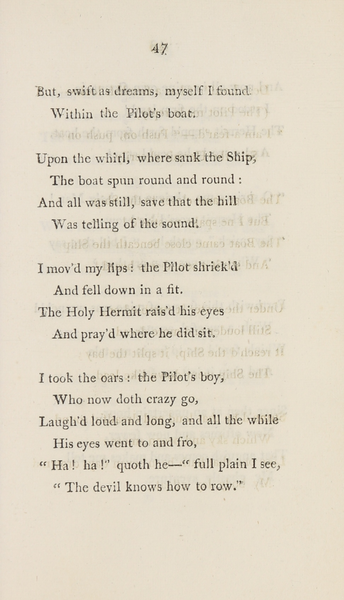 47
But, swift as dreams, myself I found
Within the Pilot's boat.
Upon the whirl, where sank the Ship,
The boat spun round and round:
And all was still, save that the hill
Was telling of the sound.
I mov'd my lips: the Pilot shriek'd
And fell down in a fit.
The Holy Hermit rais'd his eyes
And pray'd where he did sit.
I took the oars: the Pilot's boy,
Who now doth crazy go,
Laugh'd loud and long, and all the while
His eyes went to and fro,
"Ha! ha!" quoth he—"full plain I see,
"The devil knows how to row."